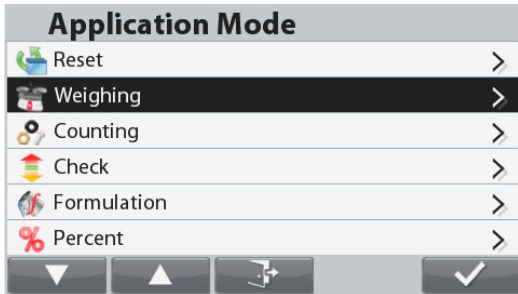 Application Mode
Reset
Weighing
Counting
Check
Formulation
Percent